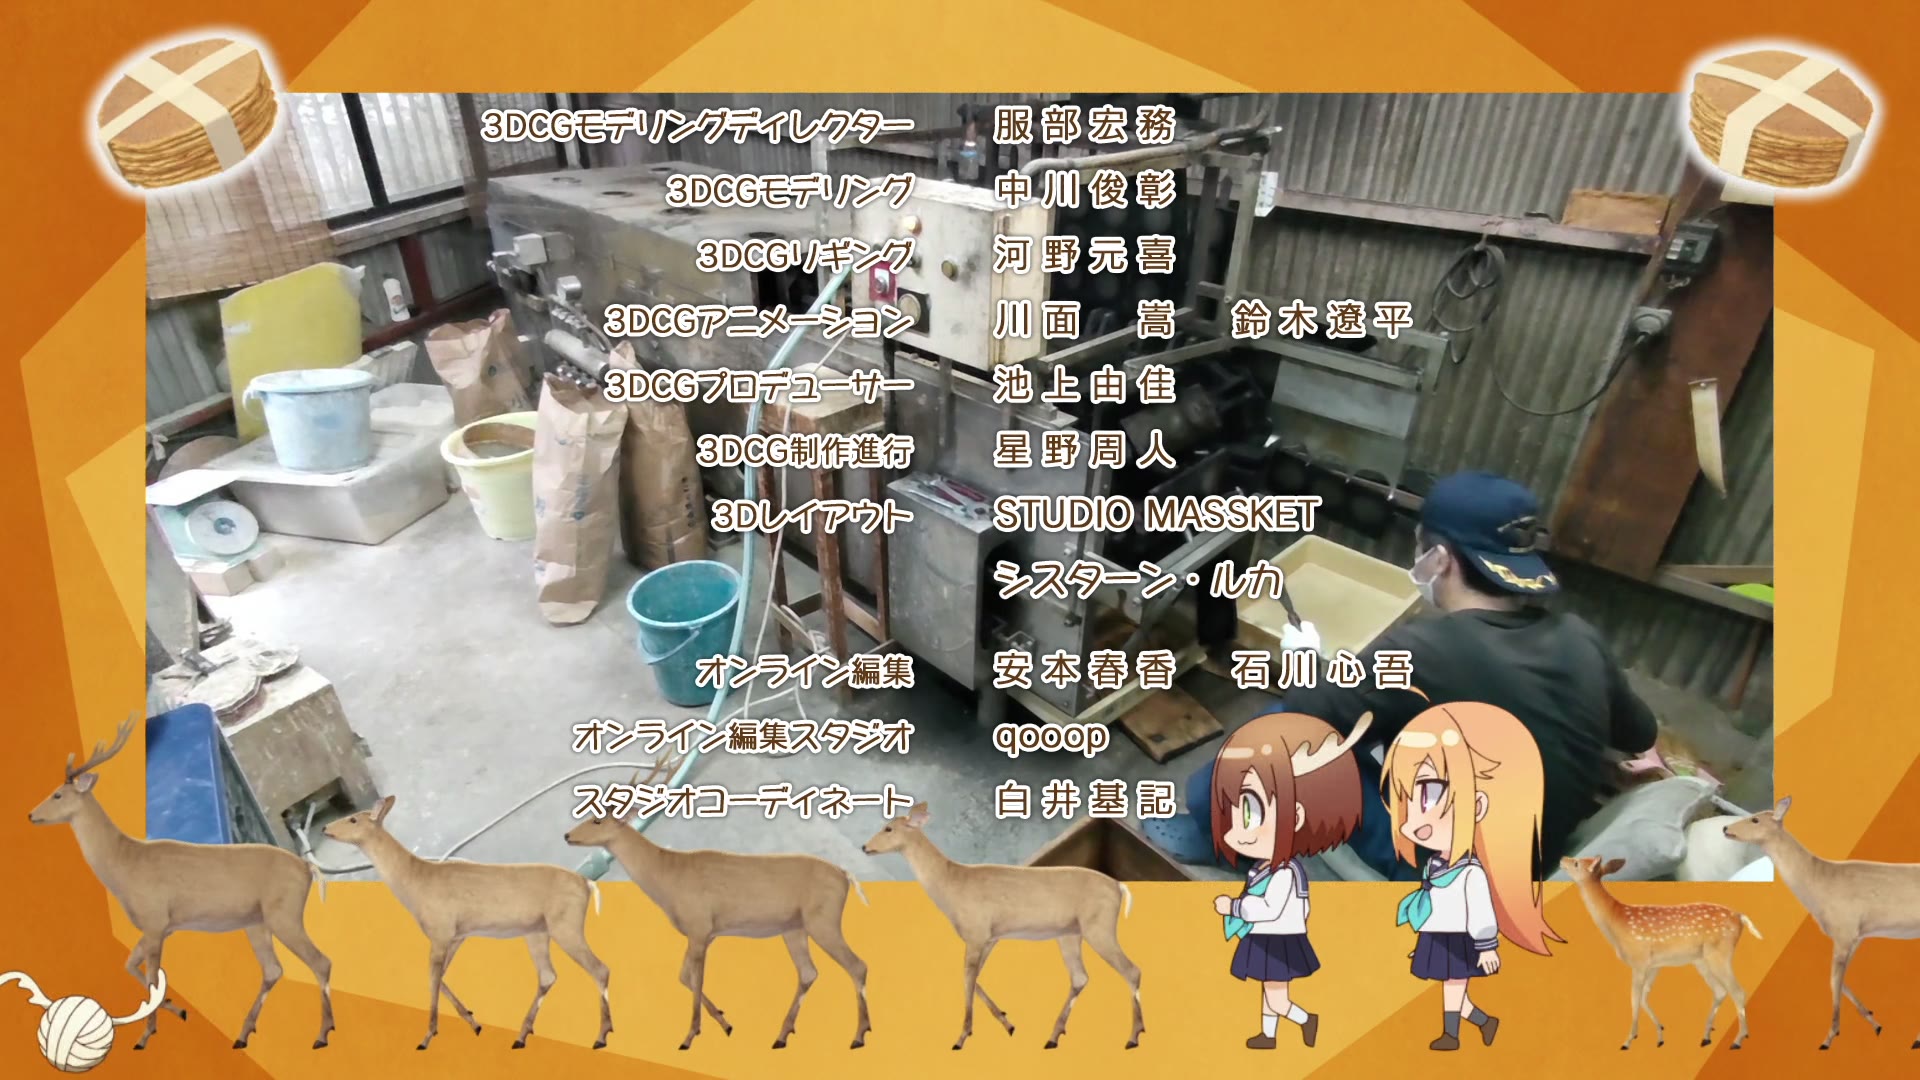 3DCGモデリングディレクター 服部宏務
3DCGモデリング 中川俊彰
3DCGリギング 河野元喜
3DCGアニメーション 川面 嵩 鈴木遼平
3DCGプロデューサー 池上由佳
3DCG制作進行 星野周人
3Dレイアウト STUDIO MASSKET
シスターン・ルカ
オンライン編集 安本春香 石川心吾
オンライン編集スタジオ qooop
スタジオコーディネート 白井基記